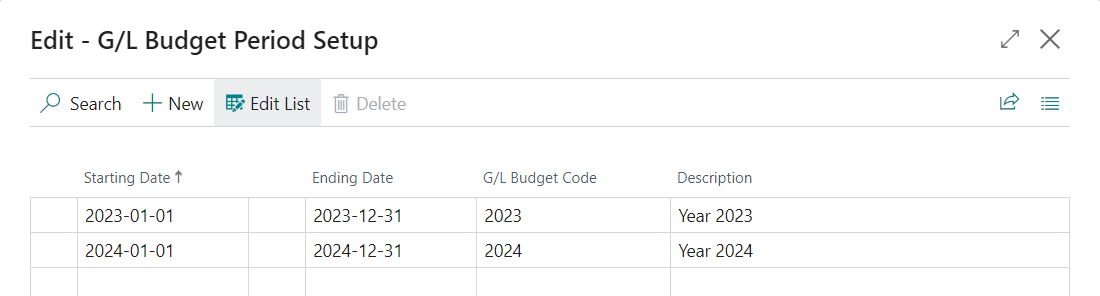 Edit - G/L Budget Period Setup
Search New Edit List Delete
Starting Date↑ Ending Date G/L Budget Code Description
2023-01-01 2023-12-31 2023 Year 2023
2024-01-01 2024-12-31 2024 Year 2024